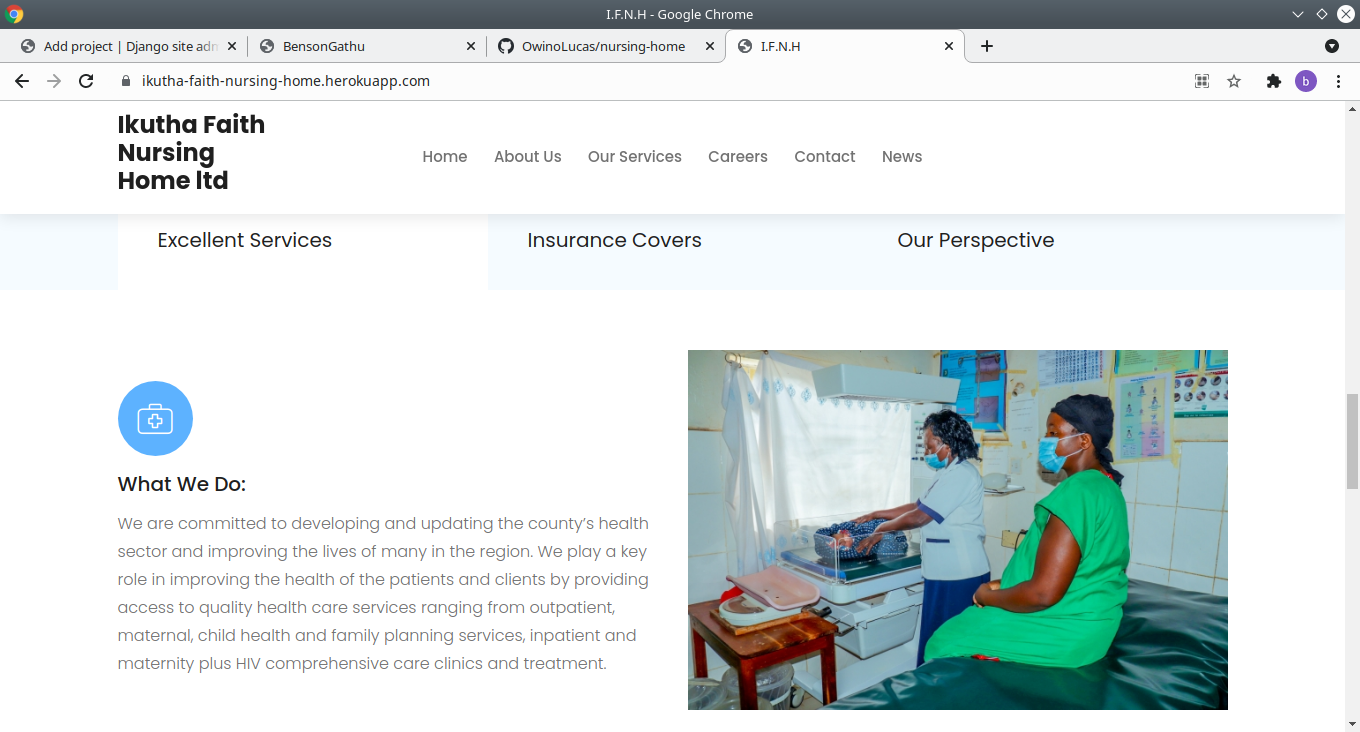 I.F.N.H - Google Chrome
Add project | Django site adn
BensonGathu
OwinoLucas/nursing-home
I.F.N.H
ikutha-faith-nursing-home.herokuapp.com
b
Ikutha Faith
Nursing
Home ltd
Home
About Us
Our Services
Careers
Contact
News
Excellent Services
Insurance Covers
Our Perspective
What We Do:
We are committed to developing and updating the county’s health
sector and improving the lives of many in the region. We play a key
role in improving the health of the patients and clients by providing
access to quality health care services ranging from outpatient,
maternal, child health and family planning services, inpatient and
maternity plus HIV comprehensive care clinics and treatment.